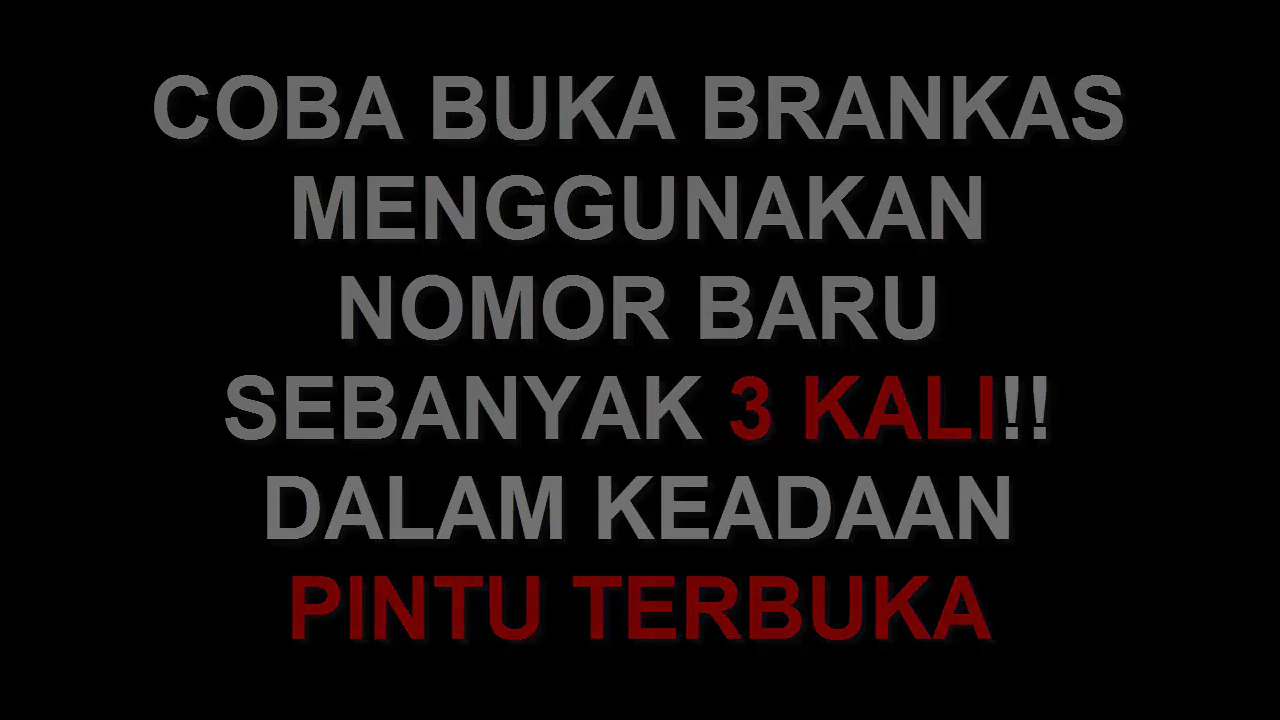 COBA BUKA BRANKAS
MENGGUNAKAN
NOMOR BARU
SEBANYAK 3 KALI!!
DALAM KEADAAN
PINTU TERBUKA